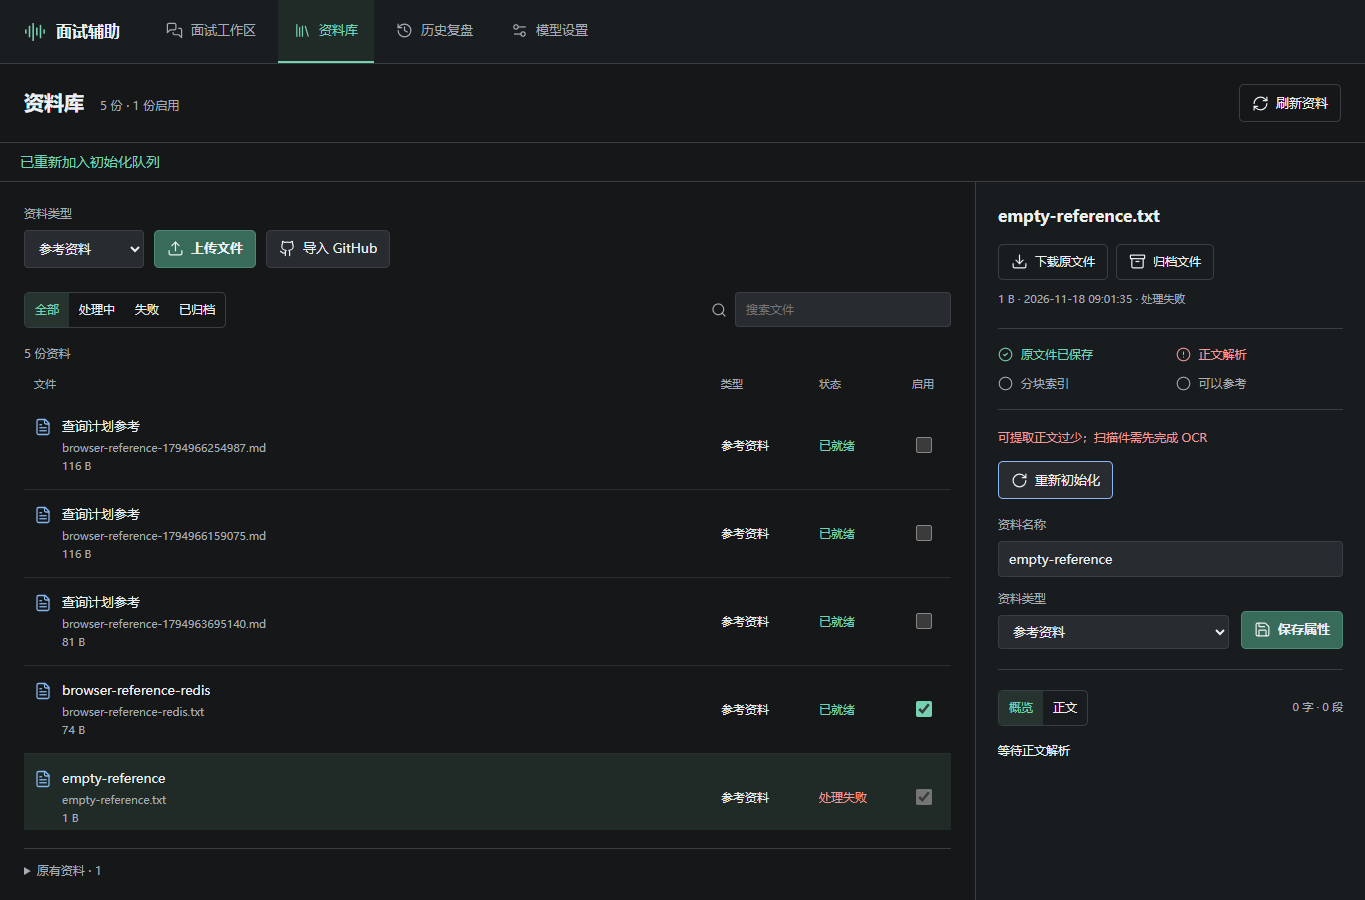 面试辅助
面试工作区
资料库
历史复盘
模型设置
资料库
5 份 · 1 份启用
刷新资料
已重新加入初始化队列
资料类型
参考资料
上传文件
导入 GitHub
全部
处理中
失败
已归档
搜索文件
5 份资料
文件
类型
状态
启用
查询计划参考
browser-reference-1794966254987.md
116 B
参考资料
已就绪
查询计划参考
browser-reference-1794966159075.md
116 B
参考资料
已就绪
查询计划参考
browser-reference-1794963695140.md
81 B
参考资料
已就绪
browser-reference-redis
browser-reference-redis.txt
74 B
参考资料
已就绪
empty-reference
empty-reference.txt
1 B
参考资料
处理失败
原有资料 · 1
empty-reference.txt
下载原文件
归档文件
1 B · 2026-11-18 09:01:35 · 处理失败
原文件已保存
正文解析
分块索引
可以参考
可提取正文过少；扫描件需先完成 OCR
重新初始化
资料名称
empty-reference
资料类型
参考资料
保存属性
概览
正文
0 字 · 0 段
等待正文解析